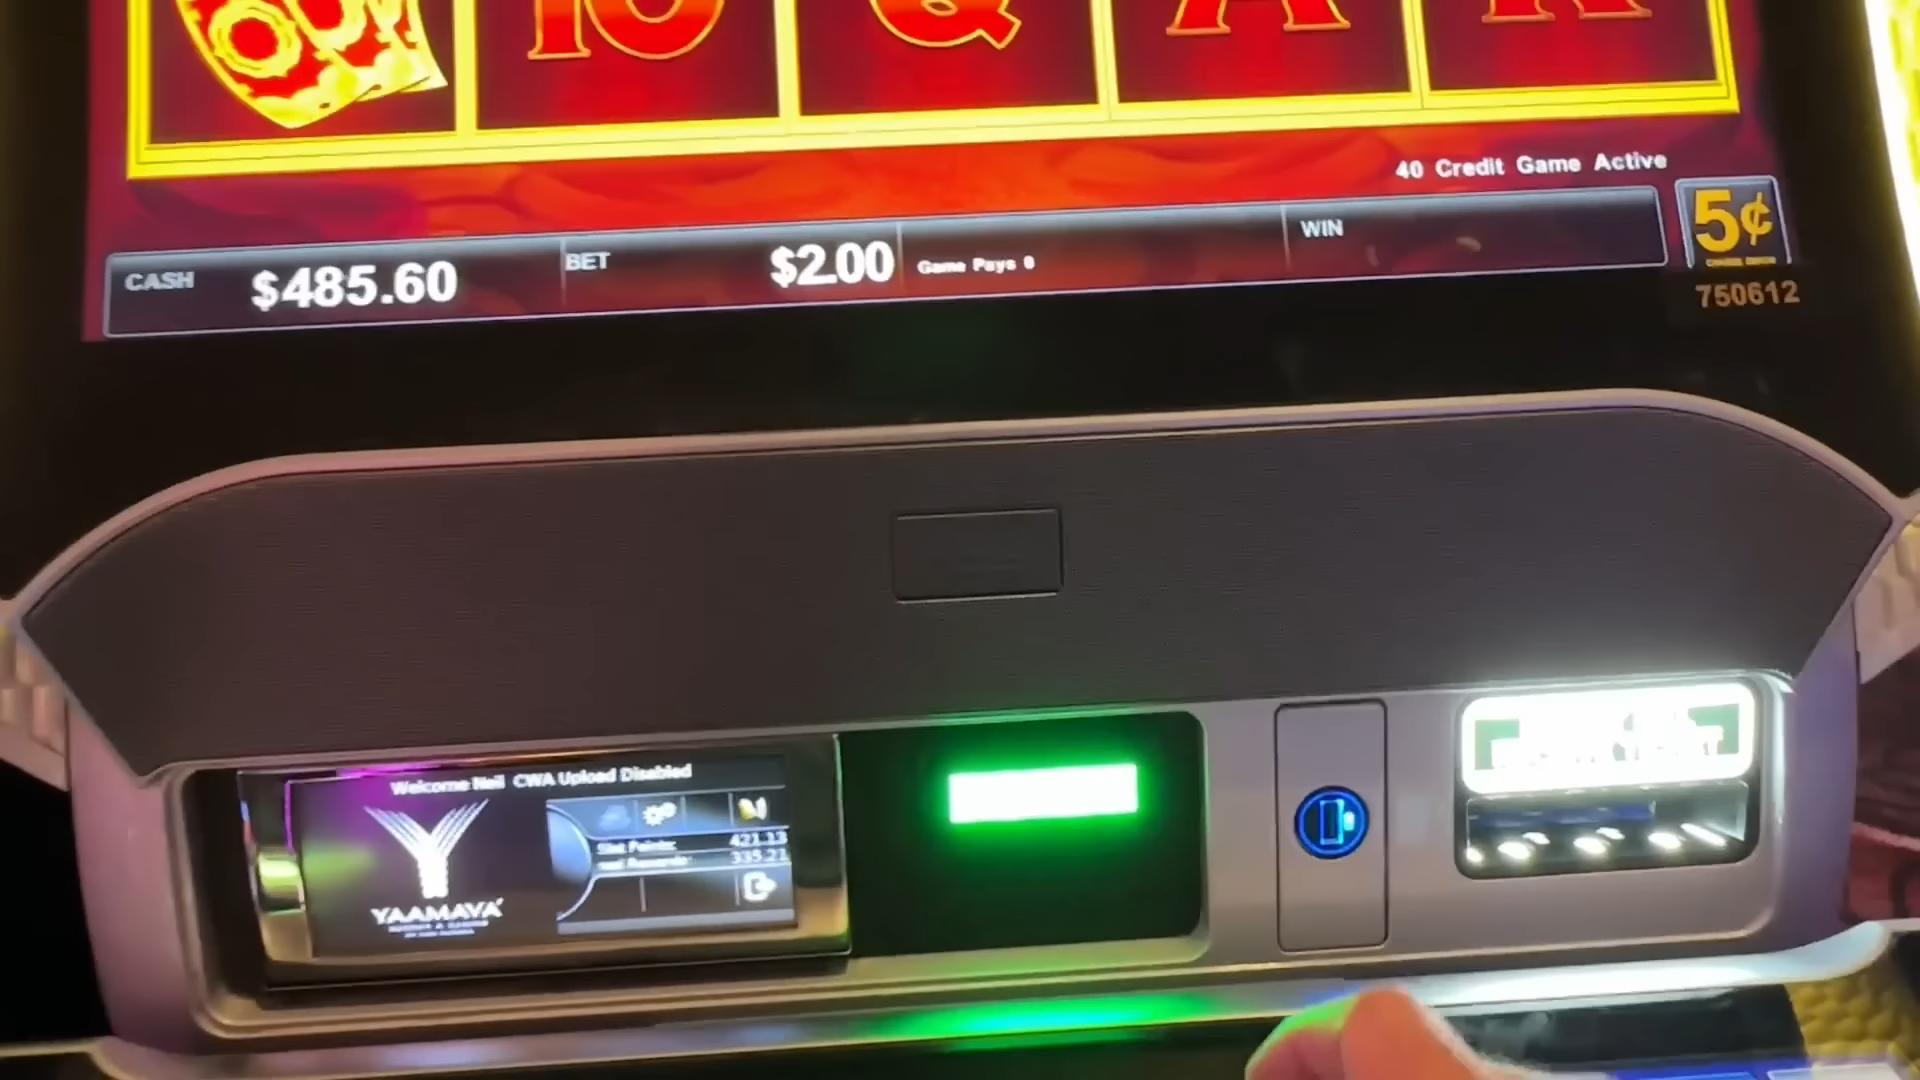 10 Q A K
40 Credit Game Active
CASH $485.60 BET $2.00 Game Pays 0 WIN
5¢
750612
Welcome Neil CWA Upload Disabled
Slot Points: 421.13
Rewards: 335.21
YAAMAVA'